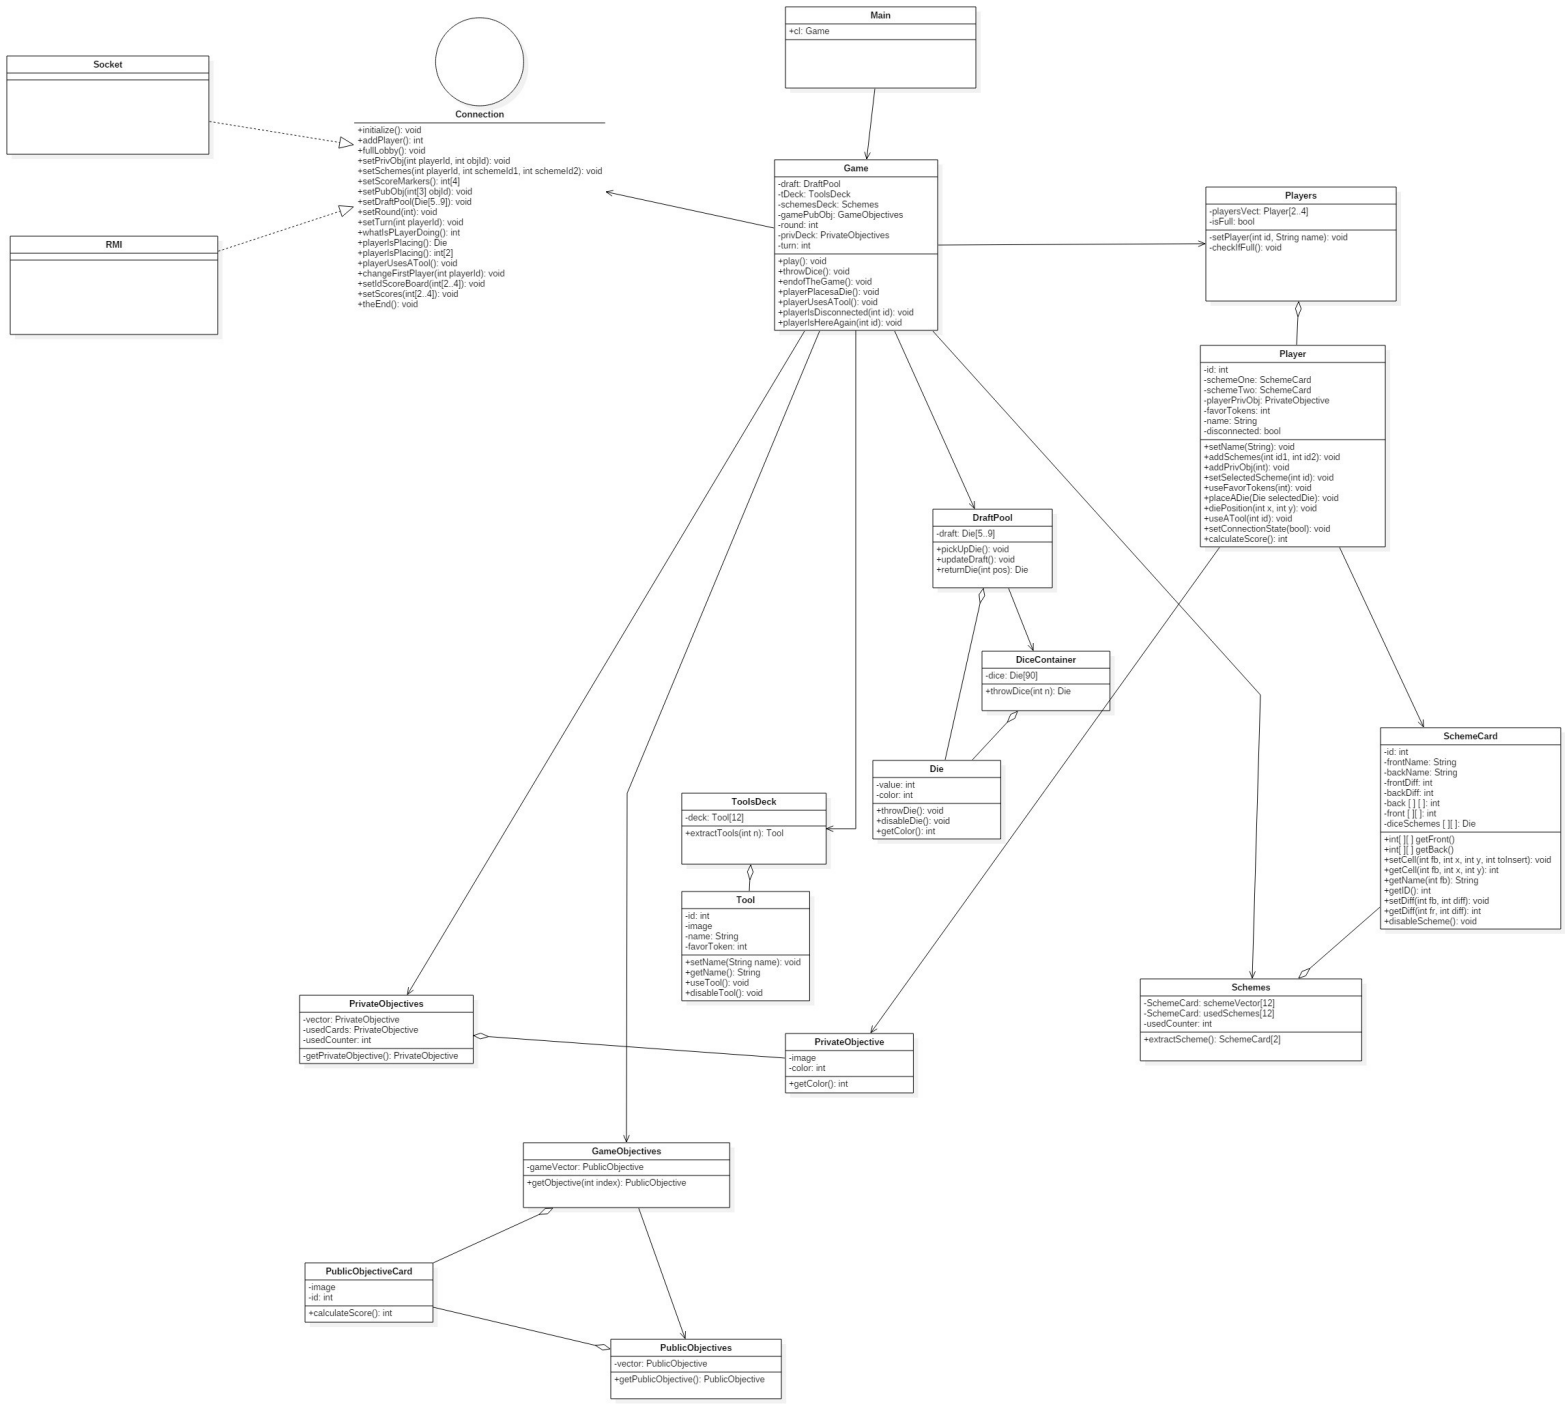 Main
+cl: Game
Socket
Connection
+initialize(): void
+addPlayer(): int
+fullLobby(): void
+setPrivObj(int playerId, int objId): void
+setSchemes(int playerId, int schemeId1, int schemeId2): void
+setScoreMarkers(): int[4]
+setPubObj(int[3] objId): void
+setDraftPool(Die[5..9]): void
+setRound(int): void
+setTurn(int playerId): void
+whatIsPLayerDoing(): int
+playerIsPlacing(): Die
+playerIsPlacing(): int[2]
+playerUsesATool(): void
+changeFirstPlayer(int playerId): void
+setIdScoreBoard(int[2..4]): void
+setScores(int[2..4]): void
+theEnd(): void
RMI
Game
-draft: DraftPool
-tDeck: ToolsDeck
-schemesDeck: Schemes
-gamePubObj: GameObjectives
-round: int
-privDeck: PrivateObjectives
-turn: int
+play(): void
+throwDice(): void
+endofTheGame(): void
+playerPlacesaDie(): void
+playerUsesATool(): void
+playerIsDisconnected(int id): void
+playerIsHereAgain(int id): void
Players
-playersVect: Player[2..4]
-isFull: bool
-setPlayer(int id, String name): void
-checkIfFull(): void
Player
-id: int
-schemeOne: SchemeCard
-schemeTwo: SchemeCard
-playerPrivObj: PrivateObjective
-favorTokens: int
-name: String
-disconnected: bool
+setName(String): void
+addSchemes(int id1, int id2): void
+addPrivObj(int): void
+setSelectedScheme(int id): void
+useFavorTokens(int): void
+placeADie(Die selectedDie): void
+diePosition(int x, int y): void
+useATool(int id): void
+setConnectionState(bool): void
+calculateScore(): int
DraftPool
-draft: Die[5..9]
+pickUpDie(): void
+updateDraft(): void
+returnDie(int pos): Die
DiceContainer
-dice: Die[90]
+throwDice(int n): Die
Die
-value: int
-color: int
+throwDie(): void
+disableDie(): void
+getColor(): int
SchemeCard
-id: int
-frontName: String
-backName: String
-frontDiff: int
-backDiff: int
-back [ ] [ ]: int
-front [ ][ ]: int
-diceSchemes [ ][ ]: Die
+int[ ][ ] getFront()
+int[ ][ ] getBack()
+setCell(int fb, int x, int y, int toInsert): void
+getCell(int fb, int x, int y): int
+getName(int fb): String
+getID(): int
+setDiff(int fb, int diff): void
+getDiff(int fr, int diff): int
+disableScheme(): void
ToolsDeck
-deck: Tool[12]
+extractTools(int n): Tool
Tool
-id: int
-image
-name: String
-favorToken: int
+setName(String name): void
+getName(): String
+useTool(): void
+disableTool(): void
Schemes
-SchemeCard: schemeVector[12]
-SchemeCard: usedSchemes[12]
-usedCounter: int
+extractScheme(): SchemeCard[2]
PrivateObjectives
-vector: PrivateObjective
-usedCards: PrivateObjective
-usedCounter: int
-getPrivateObjective(): PrivateObjective
PrivateObjective
-image
-color: int
+getColor(): int
GameObjectives
-gameVector: PublicObjective
+getObjective(int index): PublicObjective
PublicObjectiveCard
-image
-id: int
+calculateScore(): int
PublicObjectives
-vector: PublicObjective
+getPublicObjective(): PublicObjective